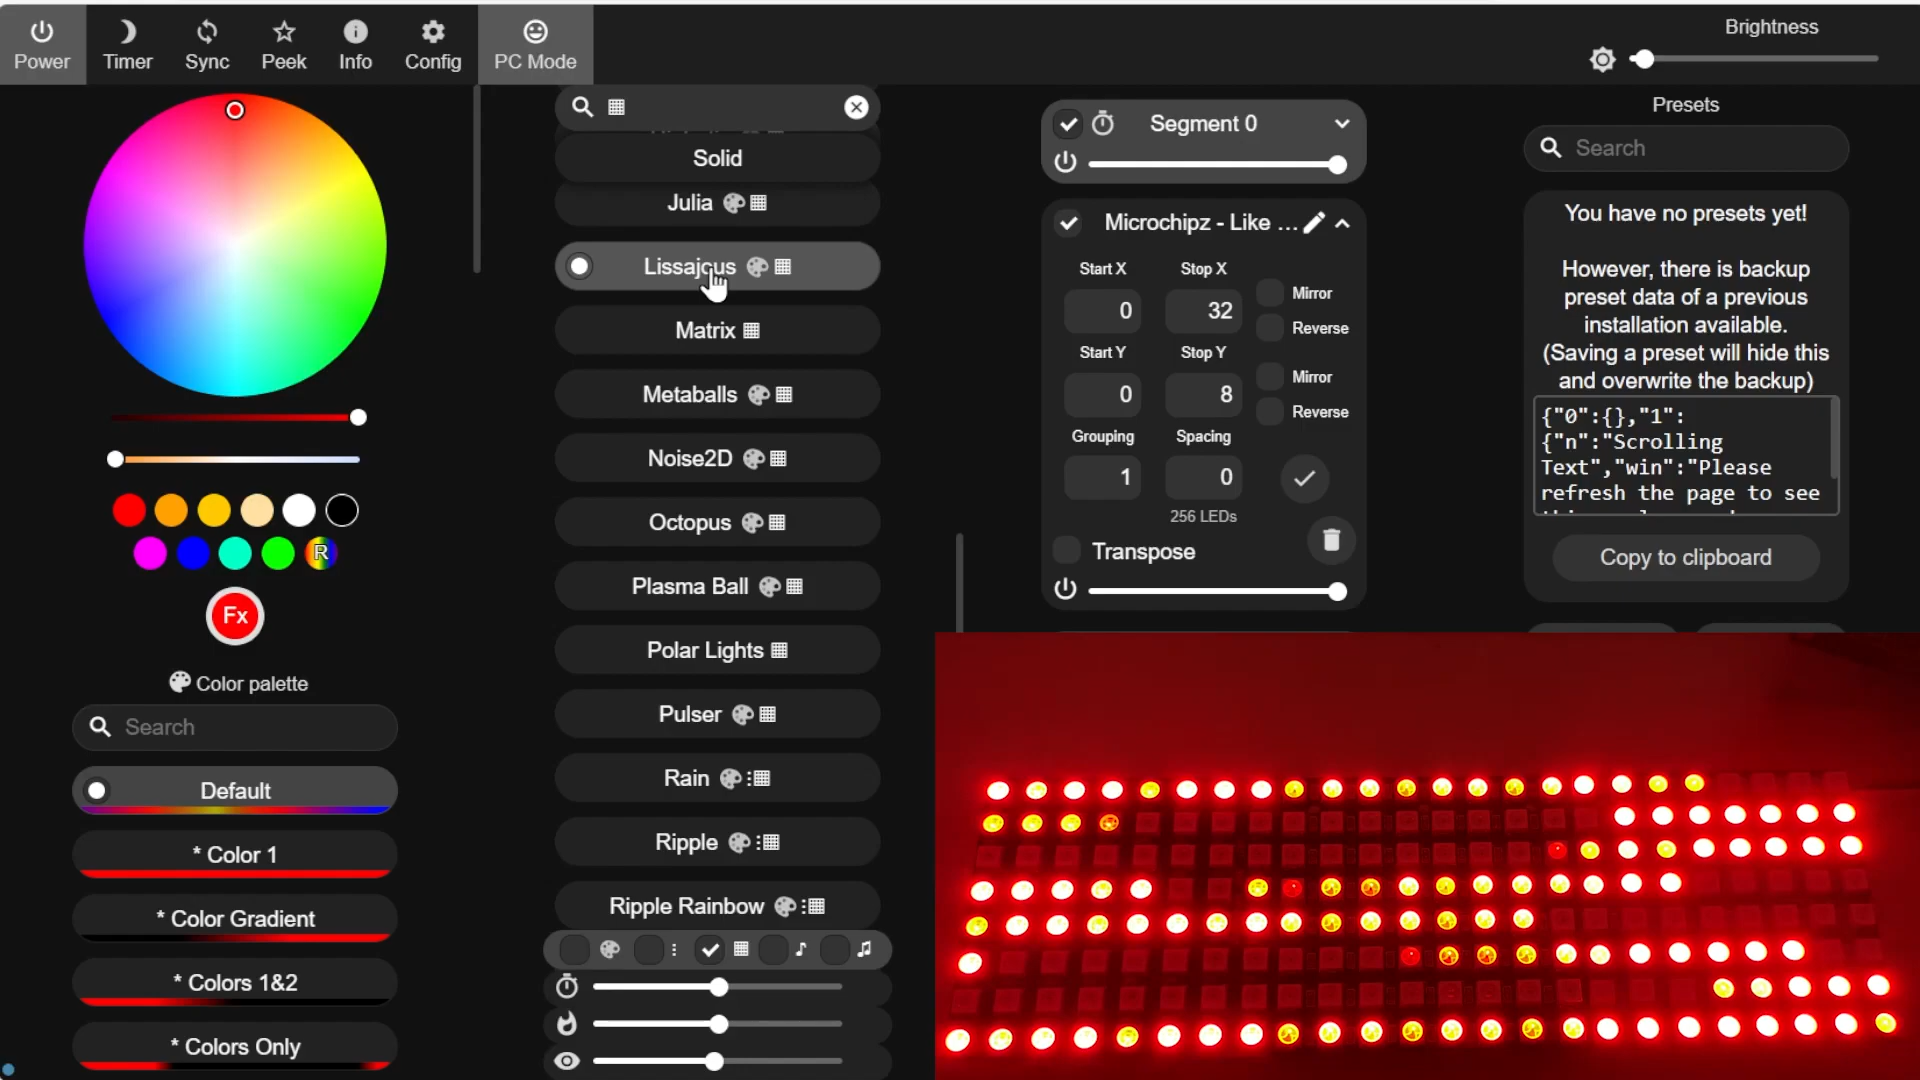 Power
Timer
Sync
Peek
Info
Config
PC Mode
Brightness
R
Fx
Color palette
Search
Default
* Color 1
* Color Gradient
* Colors 1&2
* Colors Only
Solid
Julia
Lissajous
Matrix
Metaballs
Noise2D
Octopus
Plasma Ball
Polar Lights
Pulser
Rain
Ripple
Ripple Rainbow
Segment 0
Microchipz - Like ...
Start X
Stop X
0
32
Mirror
Reverse
Start Y
Stop Y
0
8
Mirror
Reverse
Grouping
Spacing
1
0
256 LEDs
Transpose
Presets
Search
You have no presets yet!
However, there is backup
preset data of a previous
installation available.
(Saving a preset will hide this
and overwrite the backup)
{"0":{},"1":
{"n":"Scrolling
Text","win":"Please
refresh the page to see
Copy to clipboard